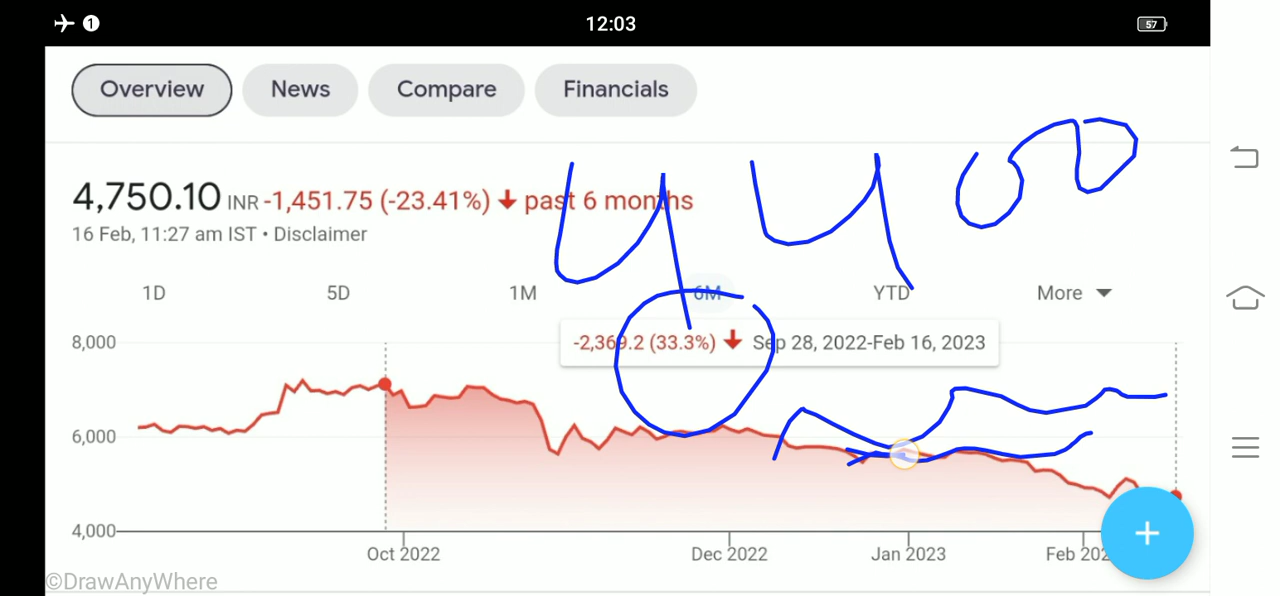 1 12:03 57
Overview News Compare Financials
4,750.10 INR -1,451.75 (-23.41%) past 6 months
4400
16 Feb, 11:27 am IST • Disclaimer
1D 5D 1M 6M YTD More
-2,369.2 (33.3%) Sep 28, 2022-Feb 16, 2023
8,000
6,000
4,000
Oct 2022 Dec 2022 Jan 2023 Feb 202
©DrawAnyWhere